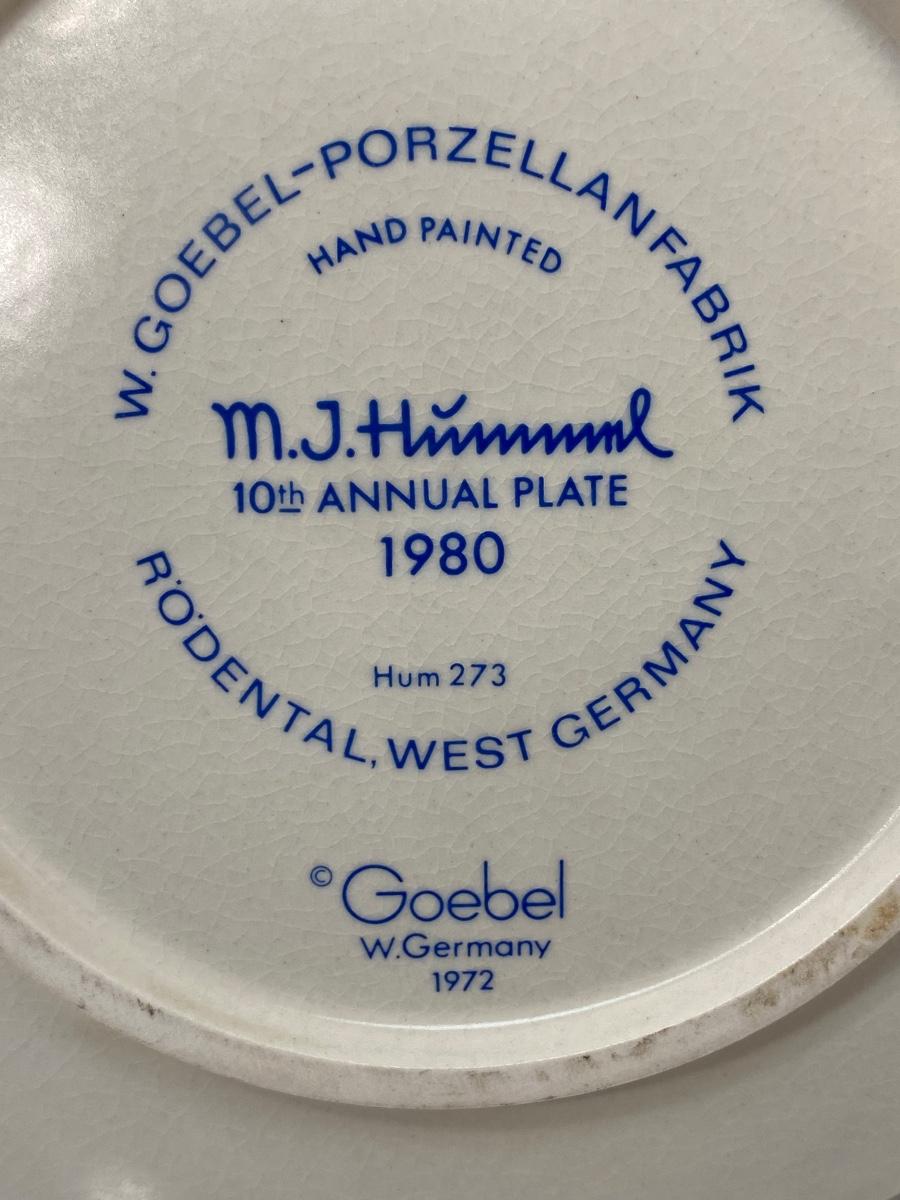 W. GOEBEL-PORZELLANFABRIK
HAND PAINTED
M.J.Hummel
10th ANNUAL PLATE
1980
Hum 273
RÖDENTAL, WEST GERMANY
© Goebel
W.Germany
1972